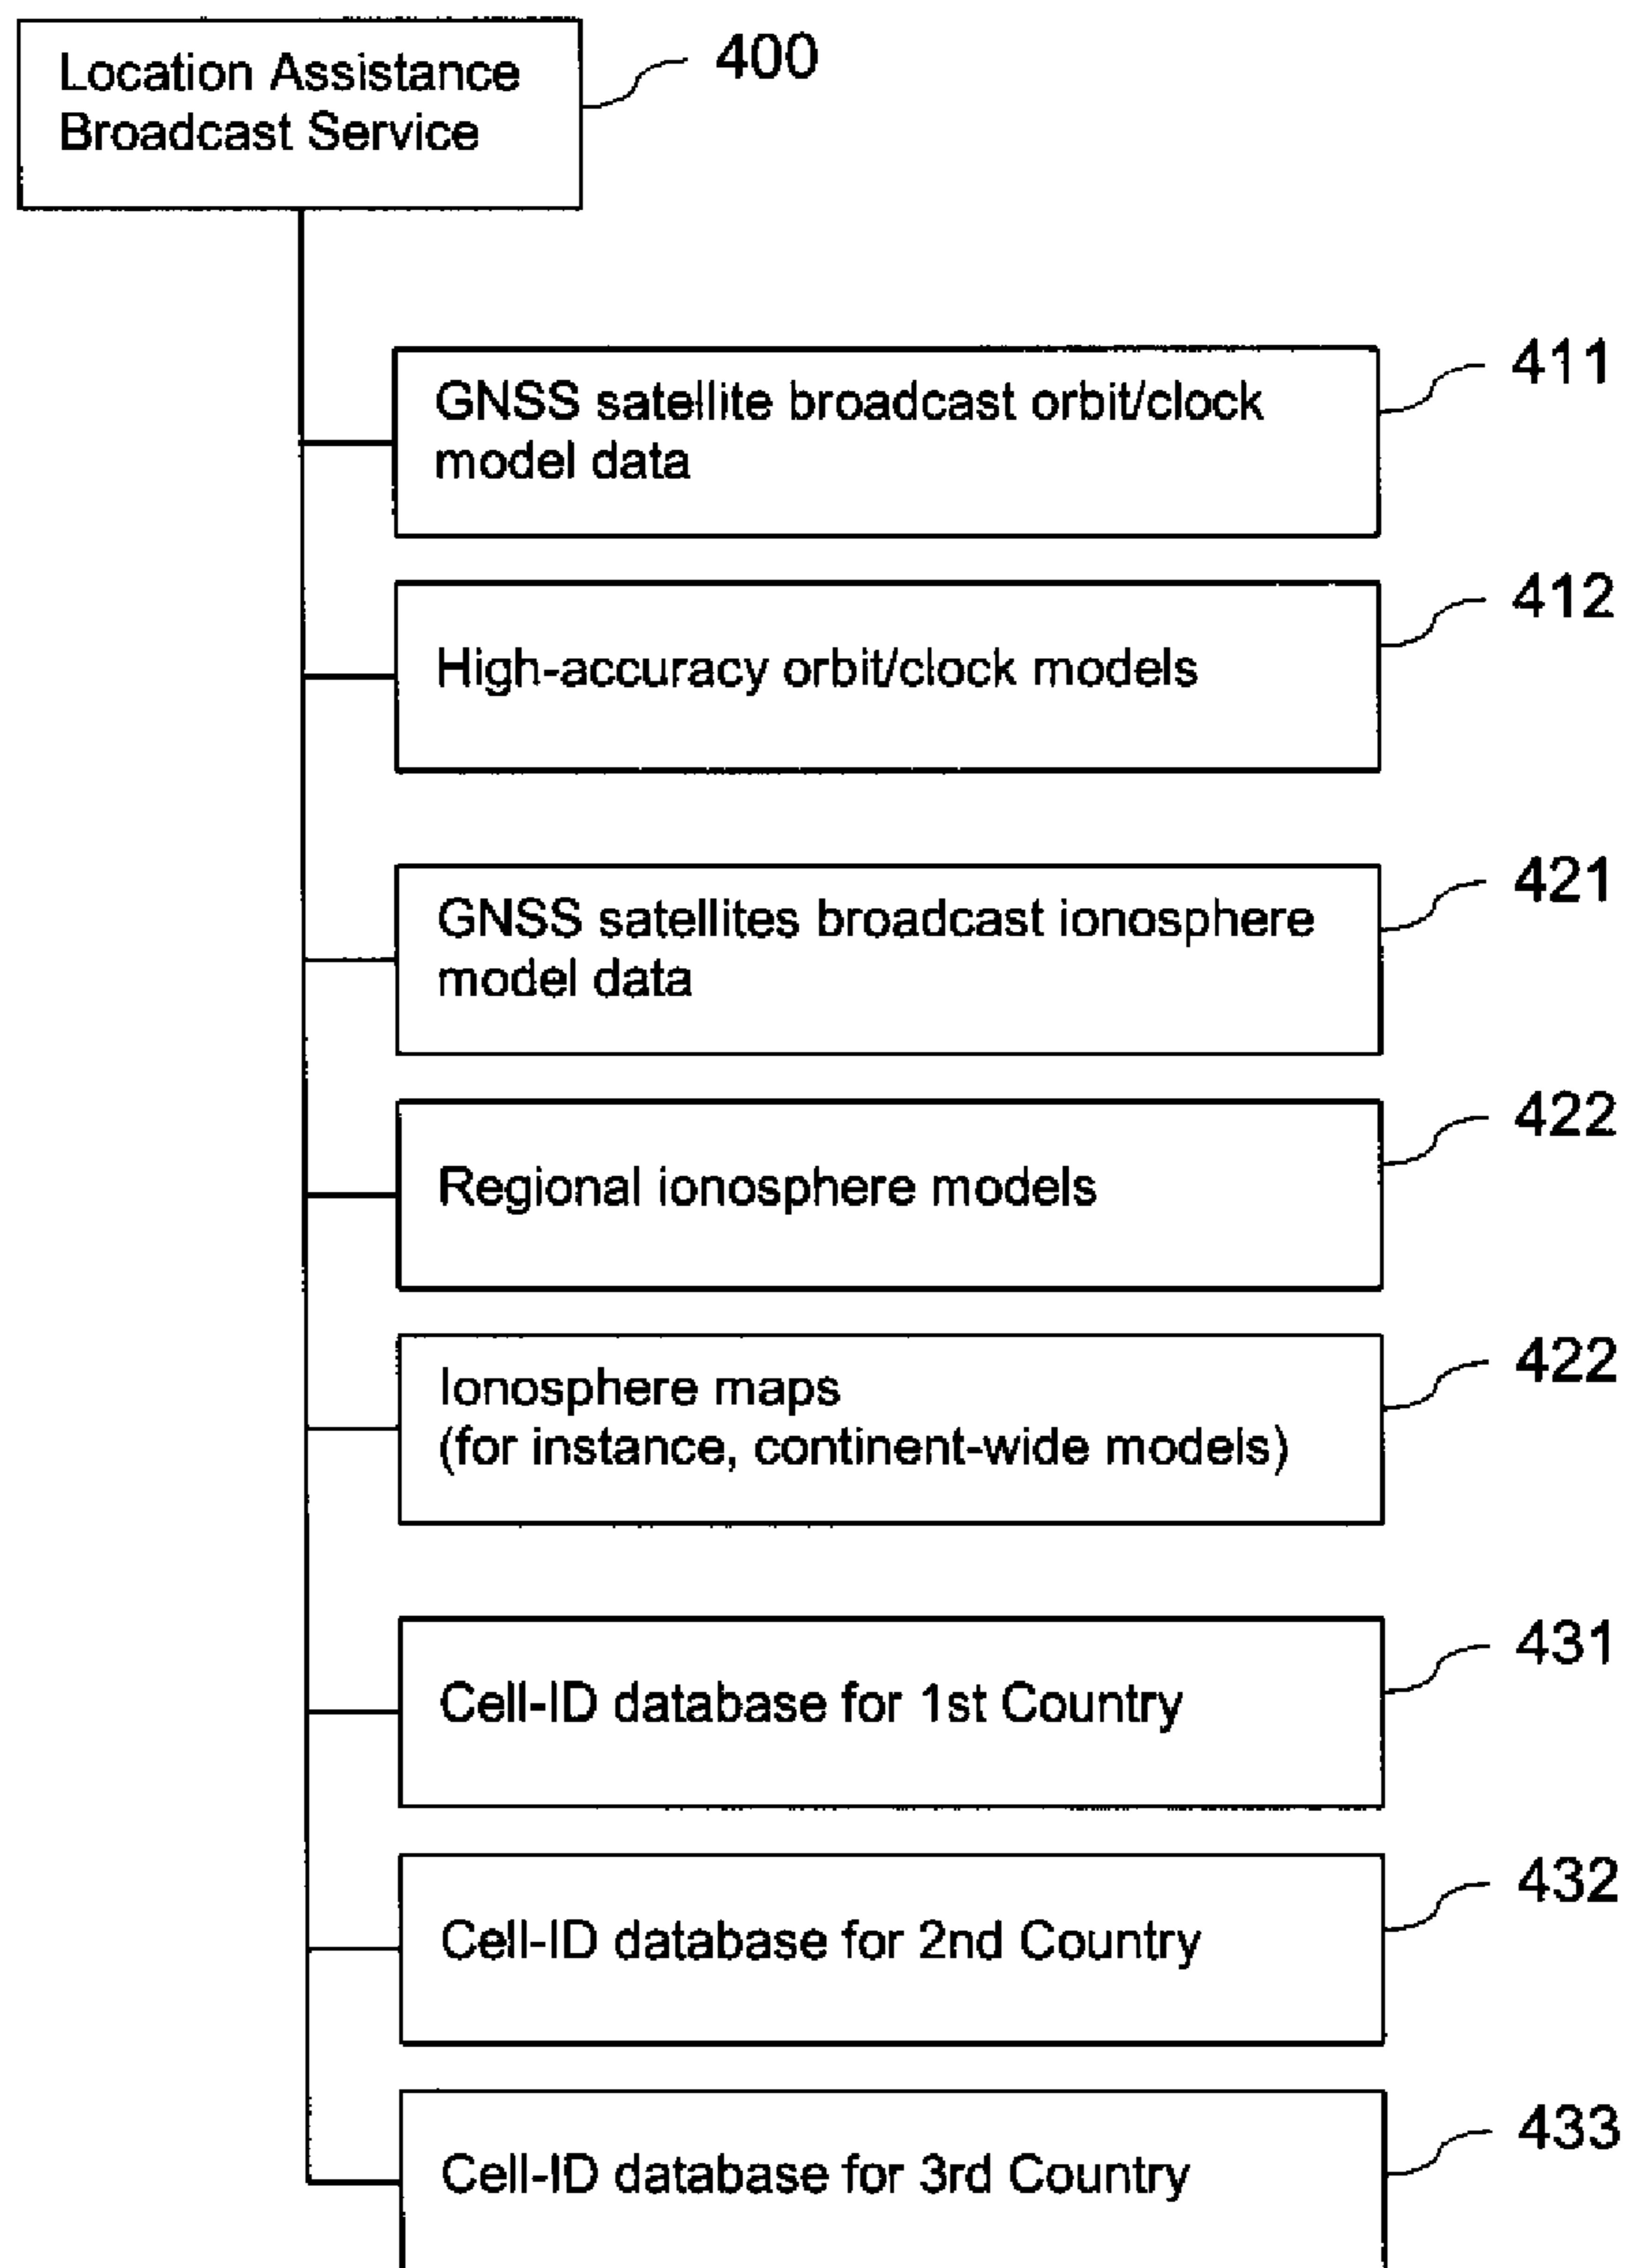 Location Assistance
Broadcast Service
400
GNSS satellite broadcast orbit/clock
model data
411
High-accuracy orbit/clock models
412
GNSS satellites broadcast ionosphere
model data
421
Regional ionosphere models
422
Ionosphere maps
(for instance, continent-wide models)
422
Cell-ID database for 1st Country
431
Cell-ID database for 2nd Country
432
Cell-ID database for 3rd Country
433